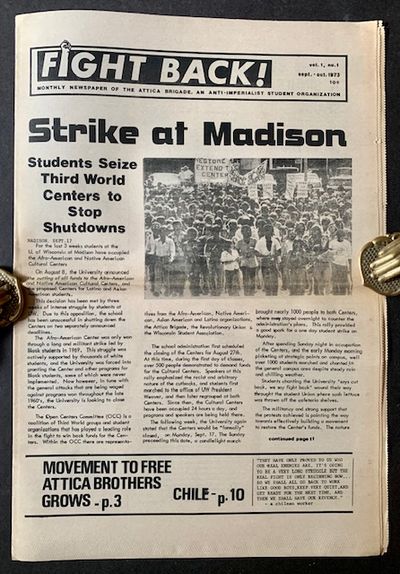 FIGHT BACK!
vol. 1, no. 1
sept. - oct. 1973
10¢
MONTHLY NEWSPAPER OF THE ATTICA BRIGADE, AN ANTI-IMPERIALIST STUDENT ORGANIZATION
Strike at Madison
Students Seize
Third World
Centers to
Stop
Shutdowns
EXTEND
CENTER
MADISON, SEPT. 17
For the last 3 weeks students at the
U. of Wisconsin at Madison have occupied
the Afro-American and Native American
Cultural Centers
On August 8, the University announced
the cutting of all funds to the Afro-American
and Native American Cultural Centers, and
proposed Centers for Latino and Asian-
American students.
This decision has been met by three
weeks of intense struggle by students at
UW. Due to this opposition, the school
has been unsuccessful in shutting down the
Centers on two separately announced
deadlines.
The Afro-American Center was only won
through a long and militant strike led by
Black students in 1969. This struggle was
actively supported by thousands of white
students, and the University was forced into
granting the Center and other programs for
Black students, some of which were never
implemented. Now however, in tune with
the general attacks that are being waged
against programs won throughout the late
1960's, the University is looking to close
the Centers.
The Open Centers Committee (OCC) is a
coalition of Third World groups and student
organizations that has played a leading role
in the fight to win back funds for the Cen-
ters. Within the OCC there are representa-
tives from the Afro-American, Native Ameri-
can, Asian American and Latino organizations,
the Attica Brigade, the Revolutionary Union &
the Wisconsin Student Association.
The school administration first scheduled
the closing of the Centers for August 27th.
At this time, during the first day of classes
over 500 people demonstrated to demand funds
for the Cultural Centers. Speakers at this
rally emphasized the racist and arbitrary
nature of the cutbacks, and students first
marched to the office of UW President
Weaver, and then later regrouped at both
Centers. Since then, the Cultural Centers
have been occupied 24 hours a day, and
programs and speakers are being held there.
The following week, the University again
stated that the Centers would be "formally"
closed, on Monday, Sept. 17. The Sunday
preceeding this date, a candlelight march
brought nearly 1000 people to both Centers,
where many stayed overnight to counter the
administration's plans. This rally provided
a good spark for a one day student strike on
Monday.
After spending Sunday night in occupation
of the Centers, and the early Monday morning
picketing at strategic points on campus, well
over 1000 students marched and chanted in
the general campus area despite steady rain
and chilling weather.
Students chanting the University "cuts out
back, we say fight back" wound their way
through the student Union where sack lunches
was thrown off the extensive deliveries.
The militancy and strong support that
the protests achieved is pointing the way
towards effectively building a movement
to restore the Center's funds. The nature
continued page 11
MOVEMENT TO FREE
ATTICA BROTHERS
GROWS - p.3
CHILE - p. 10
"THEY HAVE ONLY PROVED TO US WHO
OUR REAL ENEMIES ARE. IT'S GOING
TO BE A VERY LONG STRUGGLE BUT THE
REAL FIGHT IS ONLY BEGINNING NOW.
SO WE SHALL ALL GO BACK TO WORK
LIKE GOOD BOYS, KEEP VERY QUIET, AND
GET READY FOR THE NEXT TIME, AND
THEN WE SHALL HAVE OUR REVENGE."
- a chilean worker